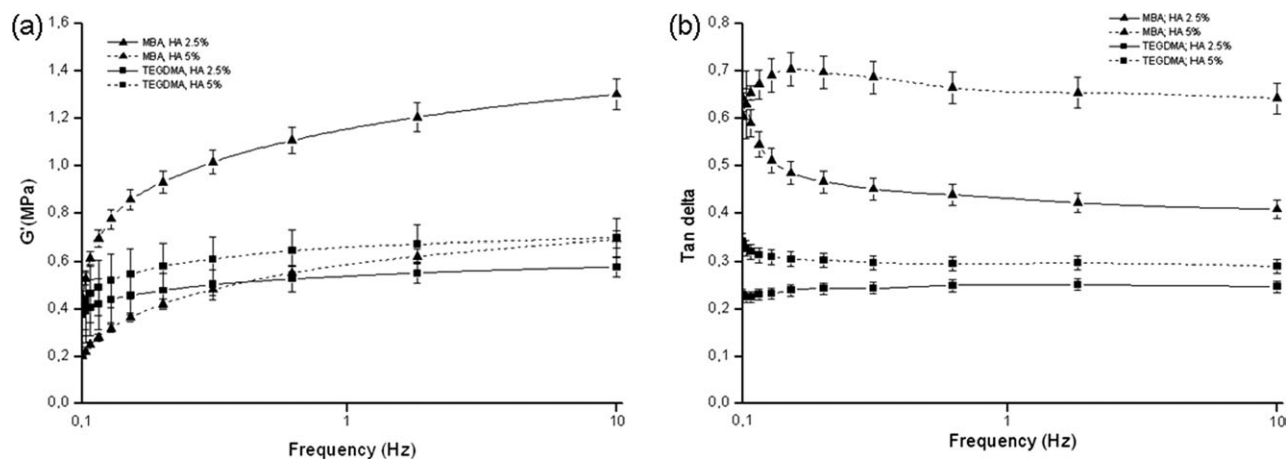 (a)
1,6
1,4
1,2
1,0
0,8
0,6
0,4
0,2
0,0
G'(MPa)
MBA, HA 2.5%
MBA, HA 5%
TEGDMA, HA 2.5%
TEGDMA, HA 5%
0,1
1
10
Frequency (Hz)
(b)
0,8
0,7
0,6
0,5
0,4
0,3
0,2
0,1
0,0
Tan delta
MBA; HA 2.5%
MBA; HA 5%
TEGDMA; HA 2.5%
TEGDMA; HA 5%
0,1
1
10
Frequency (Hz)